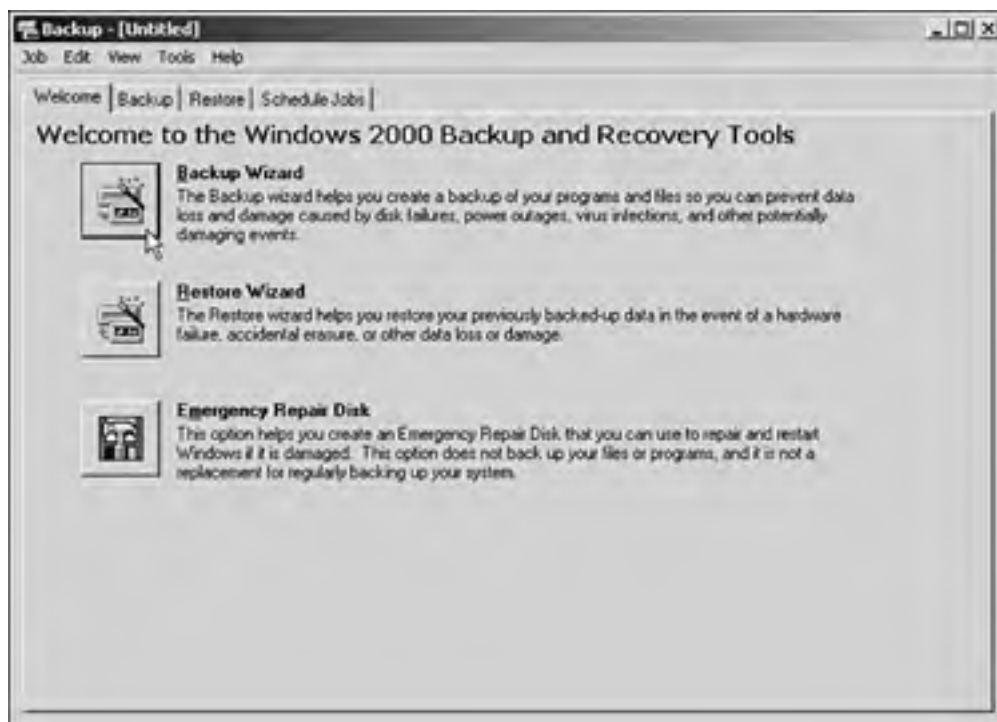 Backup - [Untitled]
Job Edit View Tools Help
Welcome Backup Restore Schedule Jobs
Welcome to the Windows 2000 Backup and Recovery Tools
Backup Wizard
The Backup wizard helps you create a backup of your programs and files so you can prevent data
loss and damage caused by disk failures, power outages, virus infections, and other potentially
damaging events.
Restore Wizard
The Restore wizard helps you restore your previously backed-up data in the event of a hardware
failure, accidental erasure, or other data loss or damage.
Emergency Repair Disk
This option helps you create an Emergency Repair Disk that you can use to repair and restart
Windows if it is damaged. This option does not back up your files or programs, and it is not a
replacement for regularly backing up your system.